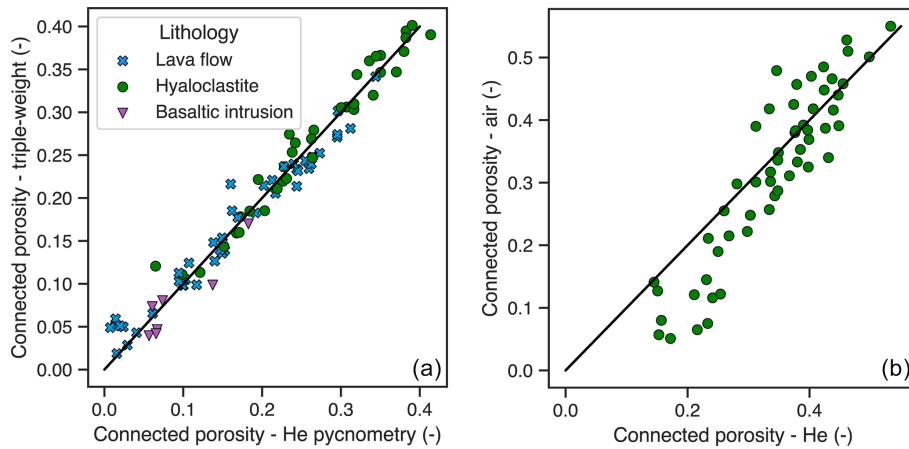 Connected porosity - triple-weight (-)
0.40
0.35
0.30
0.25
0.20
0.15
0.10
0.05
0.00
Lithology
Lava flow
Hyaloclastite
Basaltic intrusion
(a)
0.0 0.1 0.2 0.3 0.4
Connected porosity - He pycnometry (-)
Connected porosity - air (-)
0.5
0.4
0.3
0.2
0.1
0.0
(b)
0.0 0.2 0.4
Connected porosity - He (-)